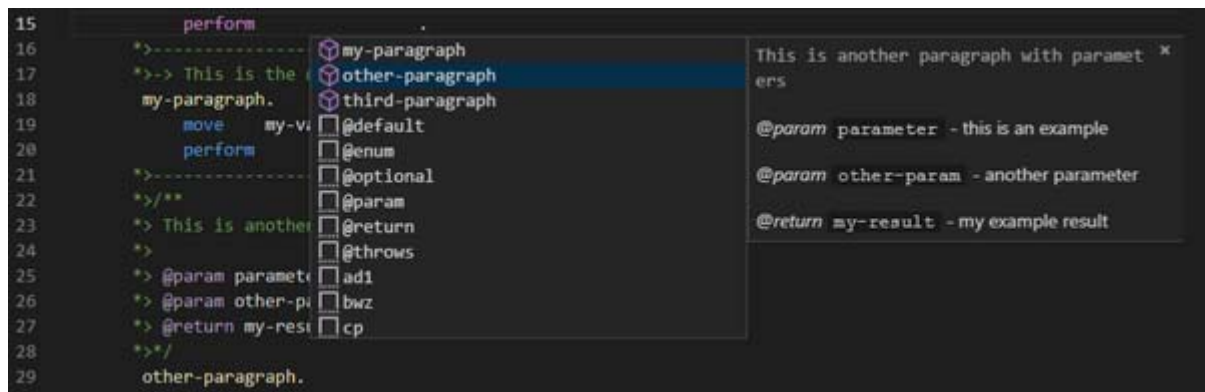 15 perform .
16 *>---------------
17 *>-> This is the
18 my-paragraph.
19 move my-va
20 perform
21 *>---------------
22 *>/**
23 *> This is another
24 *>
25 *> @param paramet
26 *> @param other-pa
27 *> @return my-resu
28 *>*/
29 other-paragraph.
my-paragraph
other-paragraph
third-paragraph
@default
@enum
@optional
@param
@return
@throws
ad1
bwz
cp
This is another paragraph with paramet
ers
@param parameter - this is an example
@param other-param - another parameter
@return my-result - my example result